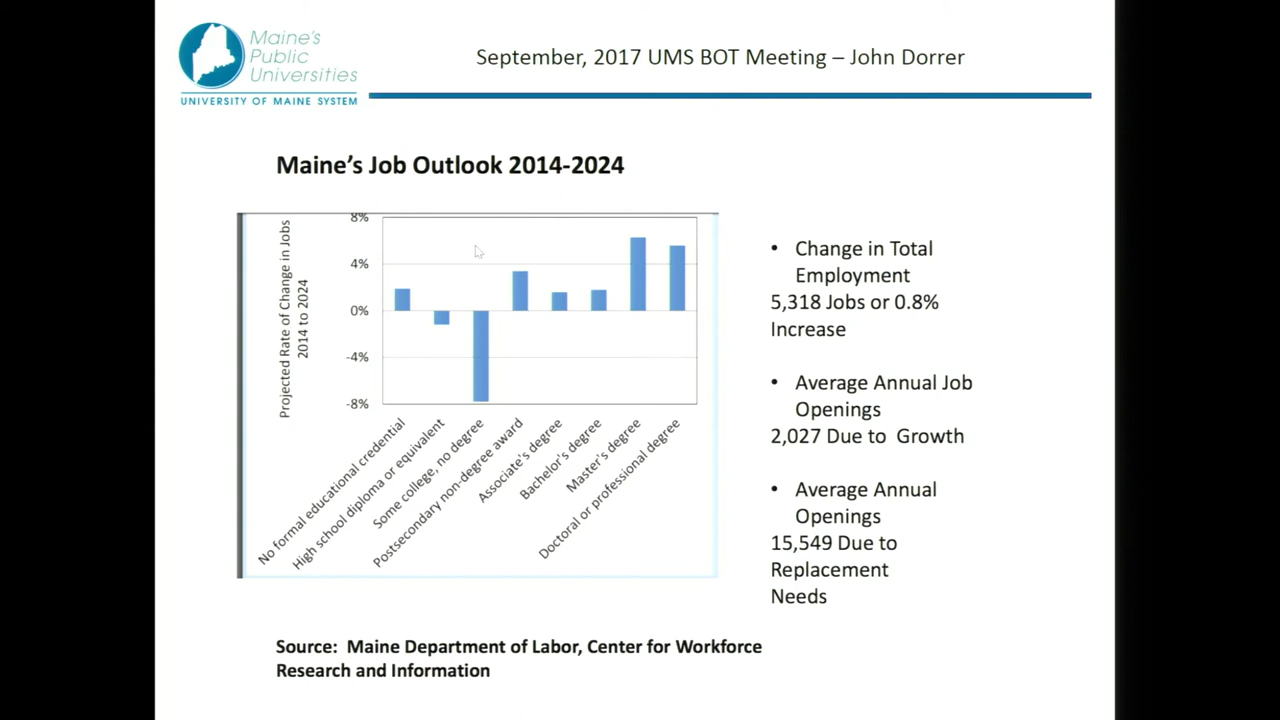 Maine's
Public
Universities
UNIVERSITY OF MAINE SYSTEM
September, 2017 UMS BOT Meeting – John Dorrer
Maine's Job Outlook 2014-2024
Projected Rate of Change in Jobs
2014 to 2024
8%
4%
0%
-4%
-8%
No formal educational credential
High school diploma or equivalent
Some college, no degree
Postsecondary non-degree award
Associate's degree
Bachelor's degree
Master's degree
Doctoral or professional degree
• Change in Total
Employment
5,318 Jobs or 0.8%
Increase
• Average Annual Job
Openings
2,027 Due to Growth
• Average Annual
Openings
15,549 Due to
Replacement
Needs
Source: Maine Department of Labor, Center for Workforce
Research and Information